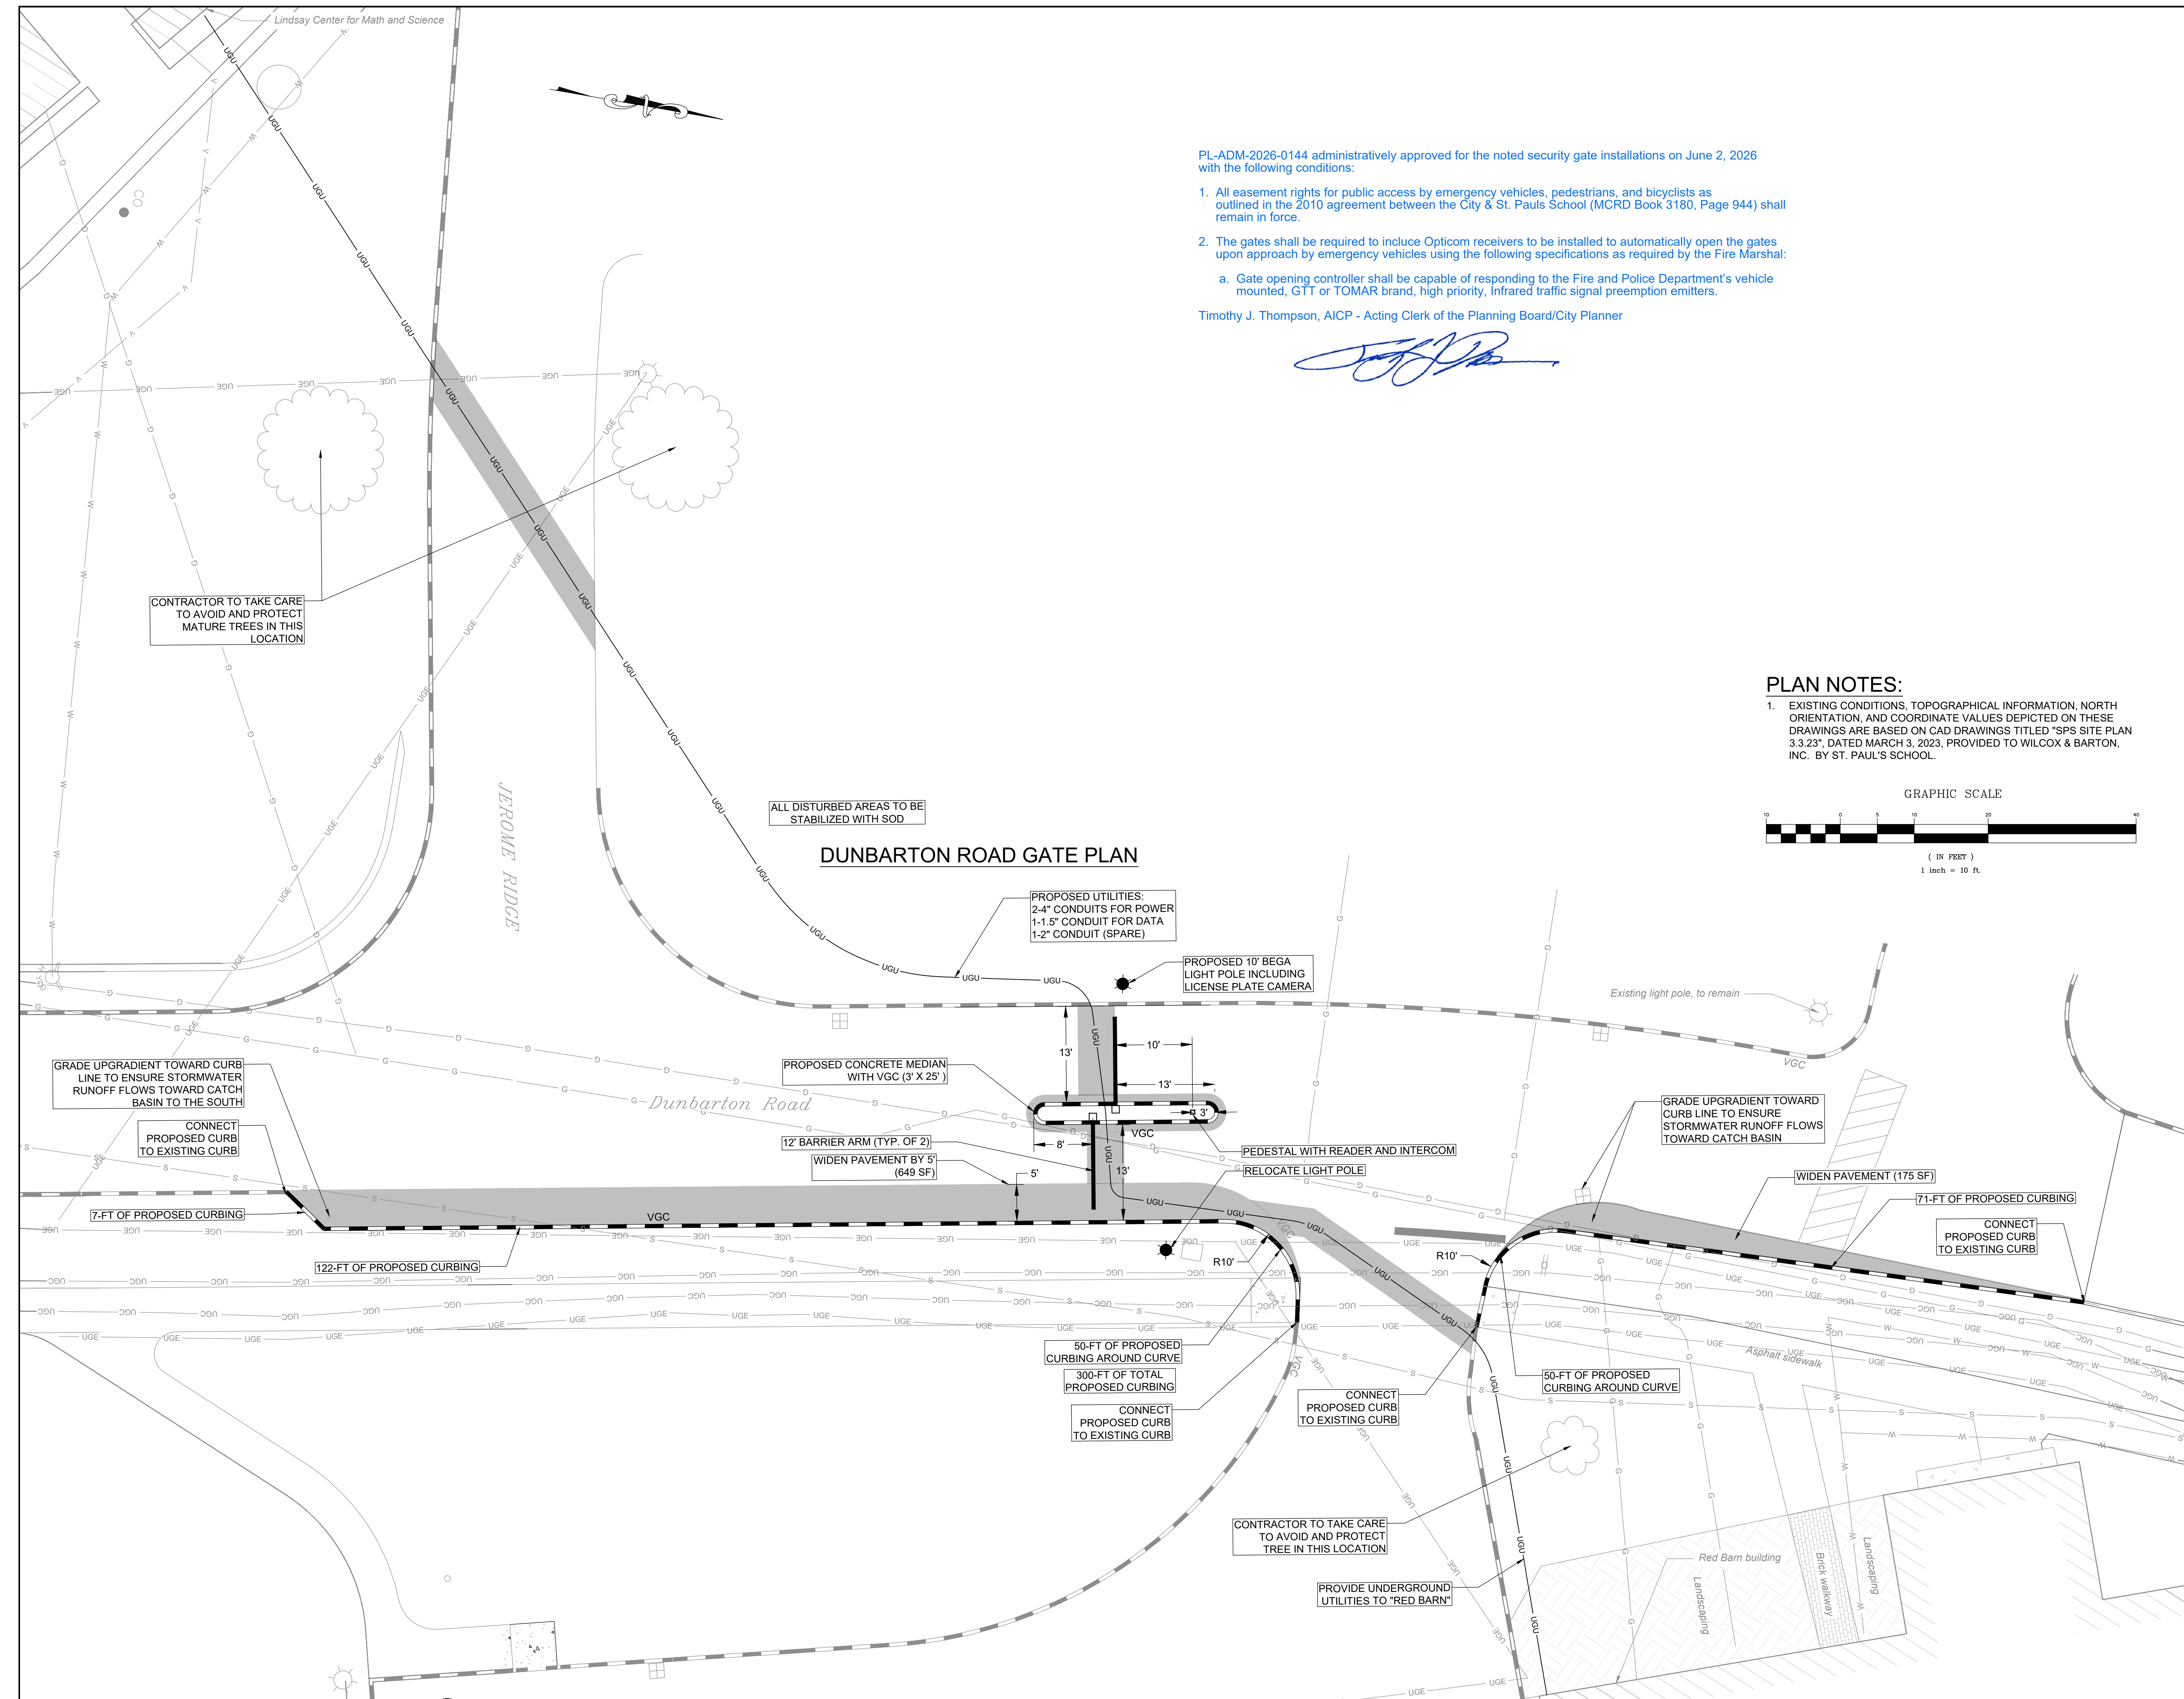 Lindsay Center for Math and Science
PL-ADM-2026-0144 administratively approved for the noted security gate installations on June 2, 2026
with the following conditions:
1. All easement rights for public access by emergency vehicles, pedestrians, and bicyclists as
outlined in the 2010 agreement between the City & St. Pauls School (MCRD Book 3180, Page 944) shall
remain in force.
2. The gates shall be required to incluce Opticom receivers to be installed to automatically open the gates
upon approach by emergency vehicles using the following specifications as required by the Fire Marshal:
a. Gate opening controller shall be capable of responding to the Fire and Police Department's vehicle
mounted, GTT or TOMAR brand, high priority, Infrared traffic signal preemption emitters.
Timothy J. Thompson, AICP - Acting Clerk of the Planning Board/City Planner
CONTRACTOR TO TAKE CARE
TO AVOID AND PROTECT
MATURE TREES IN THIS
LOCATION
PLAN NOTES:
1. EXISTING CONDITIONS, TOPOGRAPHICAL INFORMATION, NORTH
ORIENTATION, AND COORDINATE VALUES DEPICTED ON THESE
DRAWINGS ARE BASED ON CAD DRAWINGS TITLED "SPS SITE PLAN
3.3.23", DATED MARCH 3, 2023, PROVIDED TO WILCOX & BARTON,
INC. BY ST. PAUL'S SCHOOL.
GRAPHIC SCALE
10 0 5 10 20 40
( IN FEET )
1 inch = 10 ft.
JEROME RIDGE
ALL DISTURBED AREAS TO BE
STABILIZED WITH SOD
DUNBARTON ROAD GATE PLAN
PROPOSED UTILITIES:
2-4" CONDUITS FOR POWER
1-1.5" CONDUIT FOR DATA
1-2" CONDUIT (SPARE)
PROPOSED 10' BEGA
LIGHT POLE INCLUDING
LICENSE PLATE CAMERA
Existing light pole, to remain
VGC
13'
10'
13'
3'
8'
13'
5'
VGC
GRADE UPGRADIENT TOWARD CURB
LINE TO ENSURE STORMWATER
RUNOFF FLOWS TOWARD CATCH
BASIN TO THE SOUTH
PROPOSED CONCRETE MEDIAN
WITH VGC (3' X 25' )
Dunbarton Road
CONNECT
PROPOSED CURB
TO EXISTING CURB
12' BARRIER ARM (TYP. OF 2)
WIDEN PAVEMENT BY 5'
(649 SF)
PEDESTAL WITH READER AND INTERCOM
RELOCATE LIGHT POLE
GRADE UPGRADIENT TOWARD
CURB LINE TO ENSURE
STORMWATER RUNOFF FLOWS
TOWARD CATCH BASIN
WIDEN PAVEMENT (175 SF)
71-FT OF PROPOSED CURBING
CONNECT
PROPOSED CURB
TO EXISTING CURB
7-FT OF PROPOSED CURBING
VGC
122-FT OF PROPOSED CURBING
R10'
VGC
R10'
50-FT OF PROPOSED
CURBING AROUND CURVE
300-FT OF TOTAL
PROPOSED CURBING
CONNECT
PROPOSED CURB
TO EXISTING CURB
VGC
CONNECT
PROPOSED CURB
TO EXISTING CURB
50-FT OF PROPOSED
CURBING AROUND CURVE
Asphalt sidewalk
CONTRACTOR TO TAKE CARE
TO AVOID AND PROTECT
TREE IN THIS LOCATION
PROVIDE UNDERGROUND
UTILITIES TO "RED BARN"
Red Barn building
Landscaping
Brick walkway
Landscaping
UGU
UGE
UGC
G
W
S
V